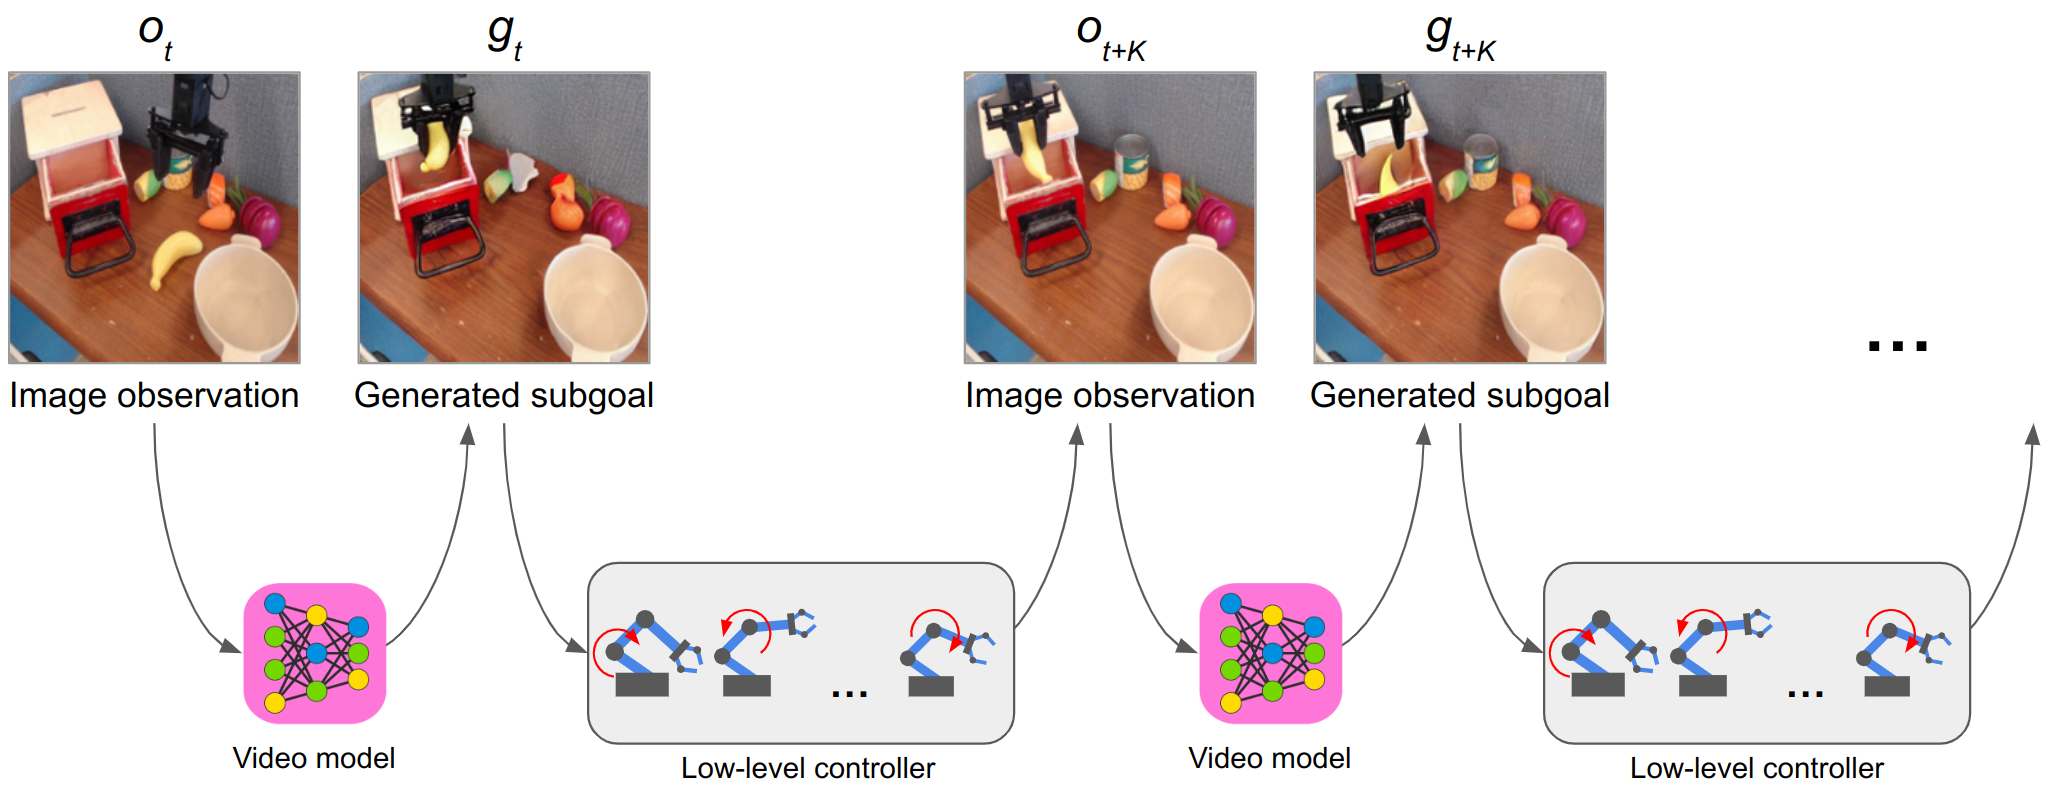 o_t
g_t
o_{t+K}
g_{t+K}
Image observation
Generated subgoal
Image observation
Generated subgoal
...
...
...
Video model
Low-level controller
Video model
Low-level controller